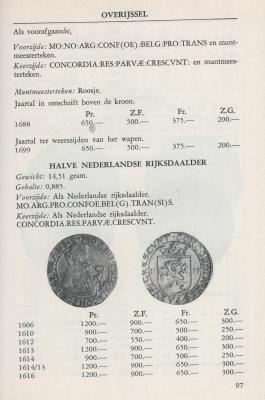 OVERIJSSEL
Als voorafgaande,
Voorzijde: MO:NO:ARG:CONF(OE):BELG:PRO:TRANS en munt-
meesterteken.
Keerzijde: CONCORDIA:RES:PARVÆ:CRESCVNT: en muntmees-
terteken.
Muntmeesterteken: Roosje.
Jaartal in omschrift boven de kroon.
Pr. Z.F. Fr. Z.G.
1688 650.— 500.— 375.— 200.—
Jaartal ter weerszijden van het wapen.
1699 650.— 500.— 375.— 200.—
HALVE NEDERLANDSE RIJKSDAALDER
Gewicht: 14,51 gram.
Gehalte: 0,885.
Voorzijde: Als Nederlandse rijksdaalder.
MO.ARG.PRO.CONFOE.BEL(G).TRAN(SI)S.
Keerzijde: Als Nederlandse rijksdaalder.
CONCORDIA.RES.PARVÆ.CRESCVNT.
Pr. Z.F. Fr. Z.G.
1606 1200.— 900.— 650.— 300.—
1610 900.— 700.— 500.— 250.—
1612 700.— 550.— 400.— 200.—
1613 1200.— 900.— 650.— 300.—
1614 900.— 700.— 500.— 250.—
1614/13 1200.— 900.— 650.— 300.—
1616 1200.— 900.— 650.— 300.—
97